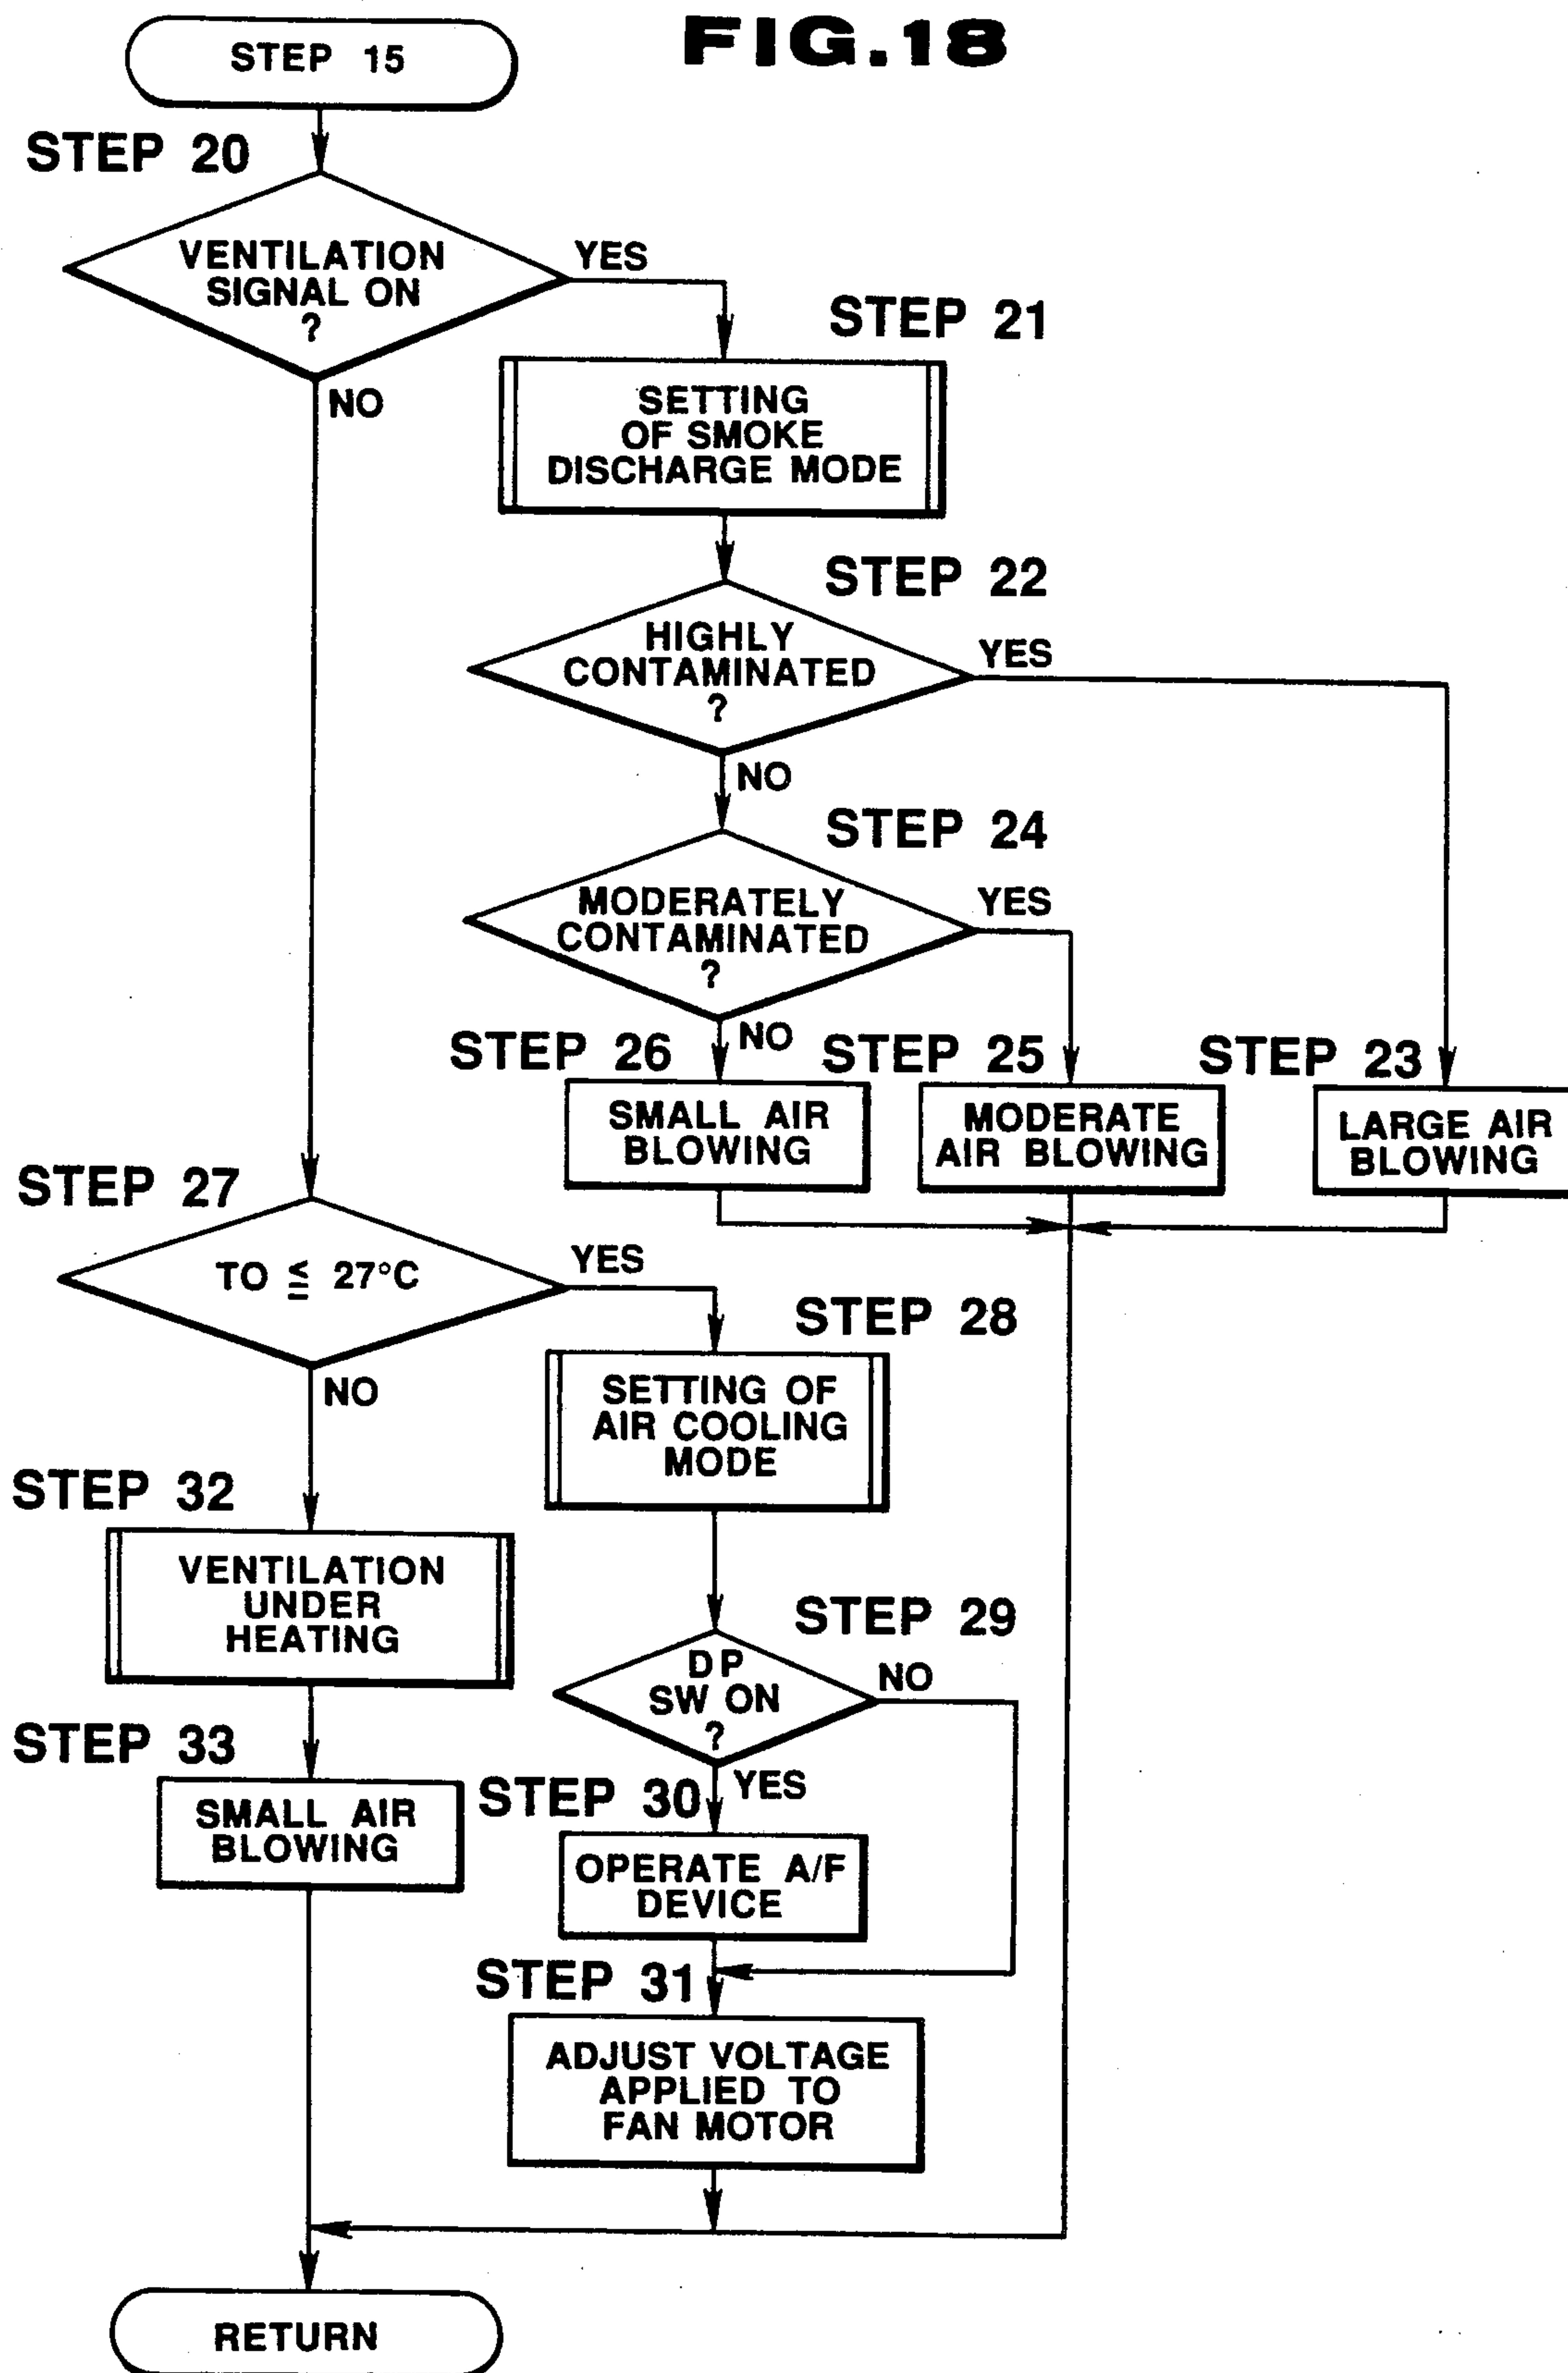 FIG.18
STEP 15
STEP 20
VENTILATION
SIGNAL ON
?
YES
NO
STEP 21
SETTING
OF SMOKE
DISCHARGE MODE
STEP 22
HIGHLY
CONTAMINATED
?
YES
NO
STEP 24
MODERATELY
CONTAMINATED
?
YES
NO
STEP 26
SMALL AIR
BLOWING
STEP 25
MODERATE
AIR BLOWING
STEP 23
LARGE AIR
BLOWING
STEP 27
TO ≦ 27°C
YES
NO
STEP 28
SETTING OF
AIR COOLING
MODE
STEP 32
VENTILATION
UNDER
HEATING
STEP 29
DP
SW ON
?
NO
YES
STEP 33
SMALL AIR
BLOWING
STEP 30
OPERATE A/F
DEVICE
STEP 31
ADJUST VOLTAGE
APPLIED TO
FAN MOTOR
RETURN